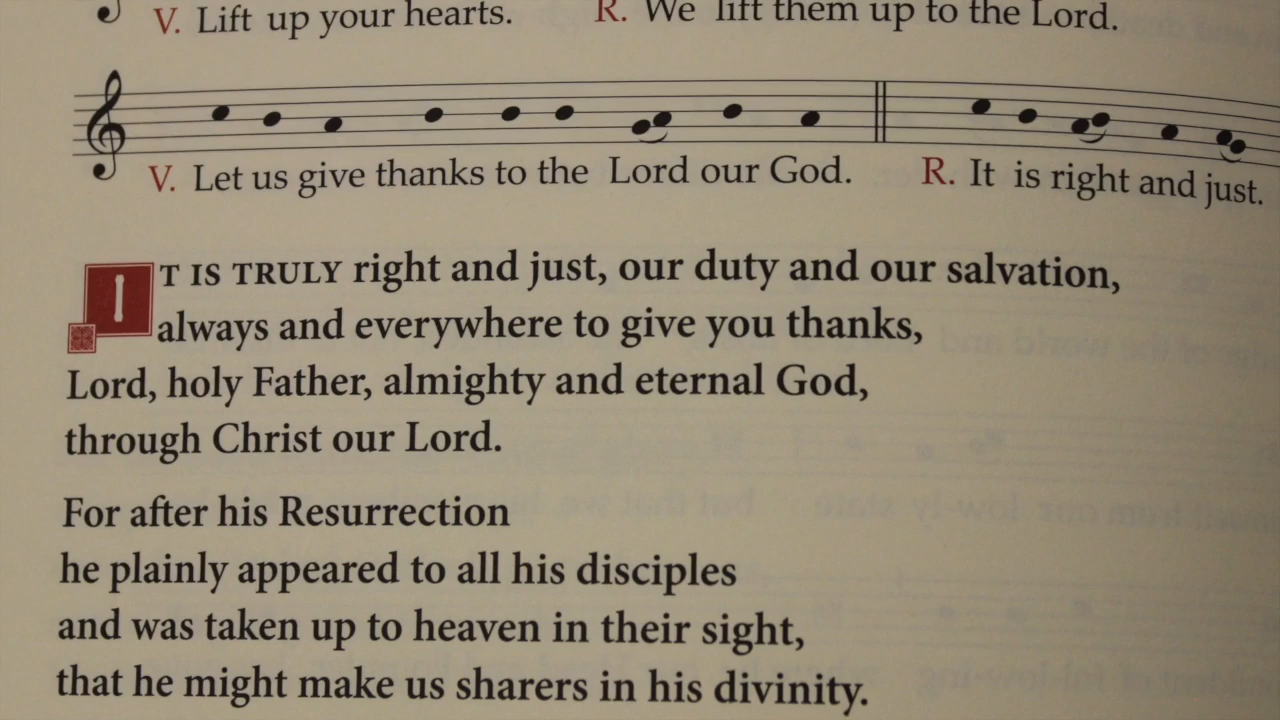 V. Lift up your hearts. R. We lift them up to the Lord.
V. Let us give thanks to the Lord our God. R. It is right and just.
IT IS TRULY right and just, our duty and our salvation,
always and everywhere to give you thanks,
Lord, holy Father, almighty and eternal God,
through Christ our Lord.
For after his Resurrection
he plainly appeared to all his disciples
and was taken up to heaven in their sight,
that he might make us sharers in his divinity.